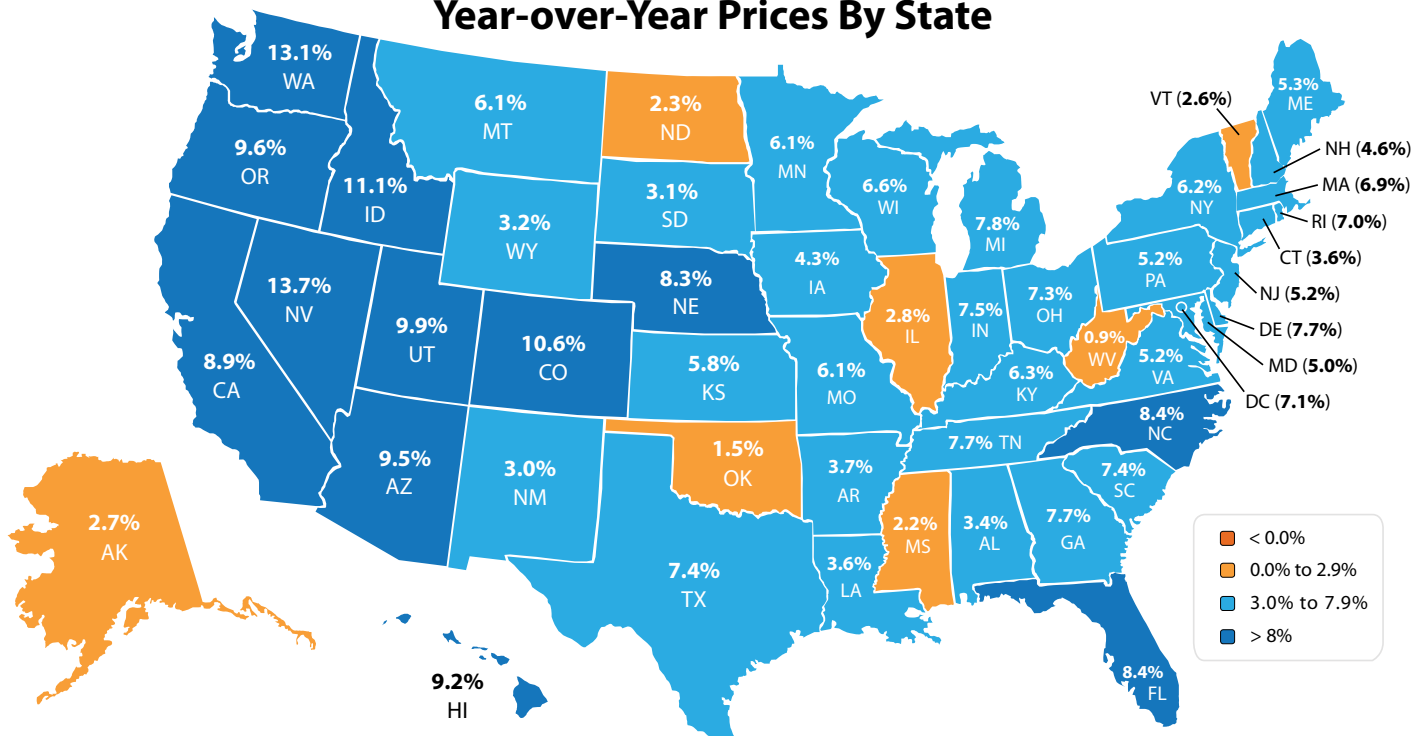 Year-over-Year Prices By State
13.1%
WA
9.6%
OR
11.1%
ID
6.1%
MT
2.3%
ND
6.1%
MN
3.1%
SD
3.2%
WY
6.6%
WI
7.8%
MI
VT (2.6%)
5.3%
ME
NH (4.6%)
MA (6.9%)
6.2%
NY
RI (7.0%)
CT (3.6%)
NJ (5.2%)
DE (7.7%)
MD (5.0%)
DC (7.1%)
5.2%
PA
4.3%
IA
8.3%
NE
13.7%
NV
9.9%
UT
10.6%
CO
8.9%
CA
5.8%
KS
6.1%
MO
2.8%
IL
7.5%
IN
7.3%
OH
0.9%
WV
5.2%
VA
6.3%
KY
8.4%
NC
7.7% TN
9.5%
AZ
3.0%
NM
1.5%
OK
3.7%
AR
7.4%
SC
2.2%
MS
3.4%
AL
7.7%
GA
2.7%
AK
7.4%
TX
3.6%
LA
9.2%
HI
8.4%
FL
< 0.0%
0.0% to 2.9%
3.0% to 7.9%
> 8%